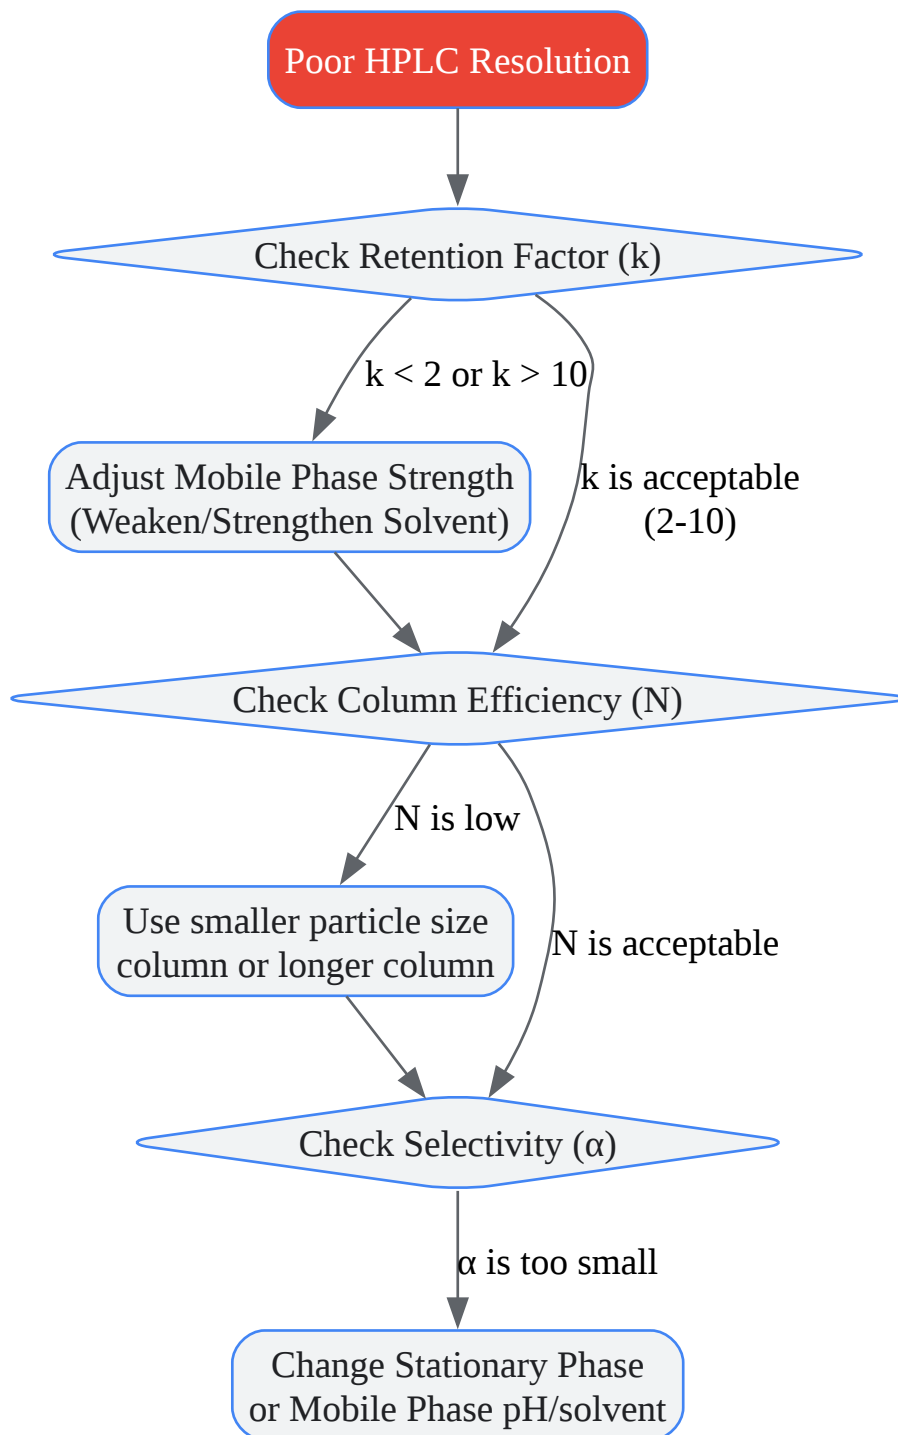 Poor HPLC Resolution
Check Retention Factor (k)
k < 2 or k > 10
Adjust Mobile Phase Strength
(Weaken/Strengthen Solvent)
k is acceptable
(2-10)
Check Column Efficiency (N)
N is low
Use smaller particle size
column or longer column
N is acceptable
Check Selectivity (α)
α is too small
Change Stationary Phase
or Mobile Phase pH/solvent